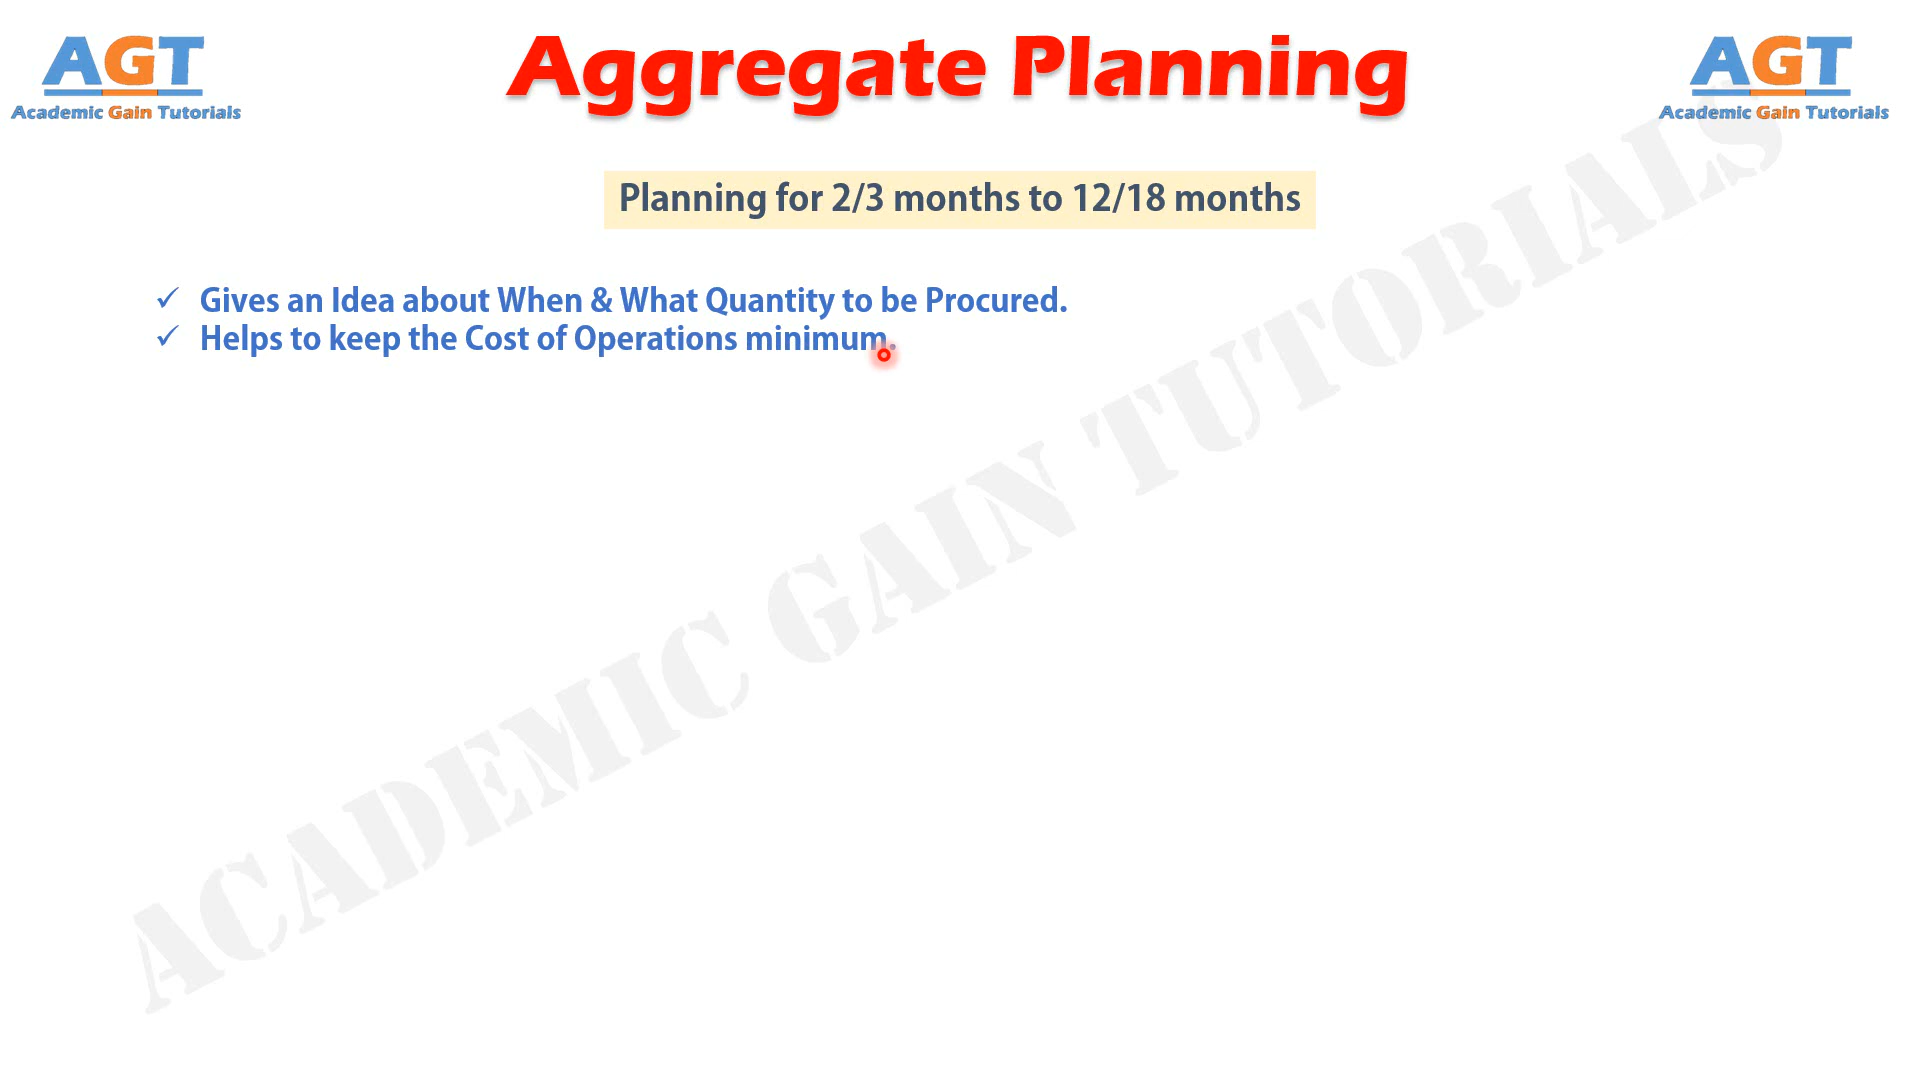 AGT
Academic Gain Tutorials
Aggregate Planning
AGT
Academic Gain Tutorials
Planning for 2/3 months to 12/18 months
✓ Gives an Idea about When & What Quantity to be Procured.
✓ Helps to keep the Cost of Operations minimum.
ACADEMIC GAIN TUTORIALS